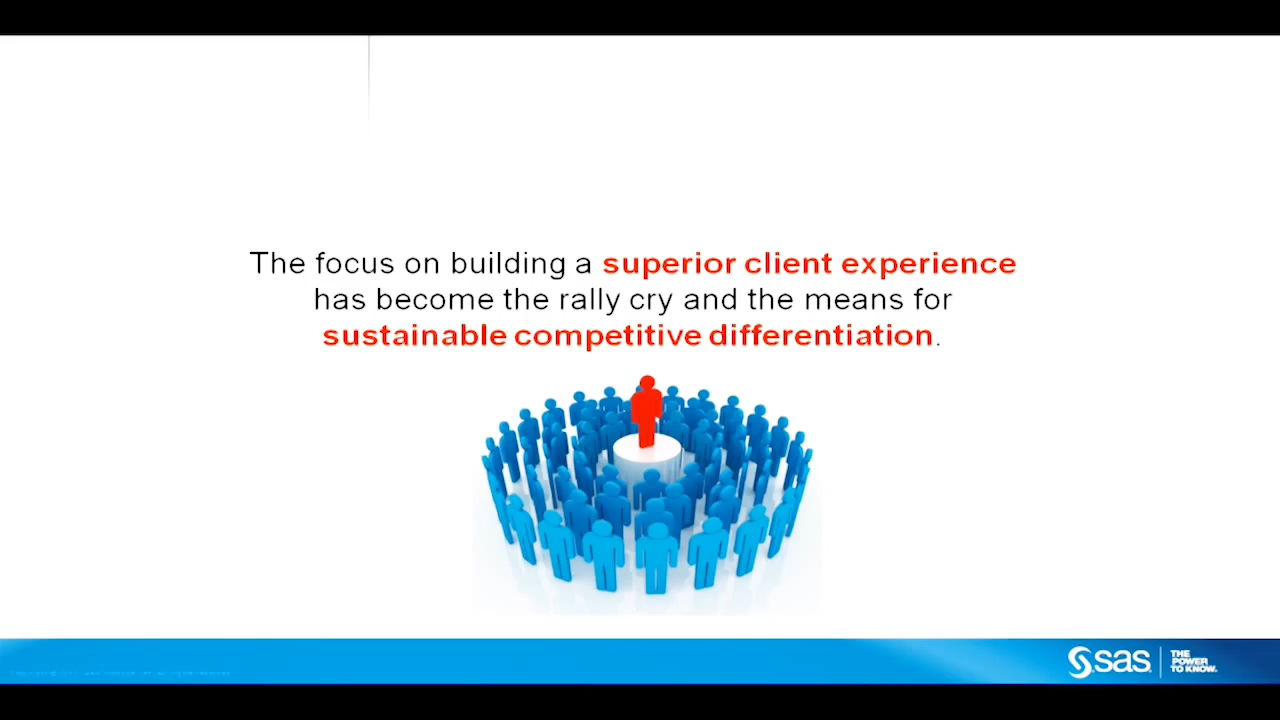 The focus on building a superior client experience
has become the rally cry and the means for
sustainable competitive differentiation.
sas
THE
POWER
TO KNOW.